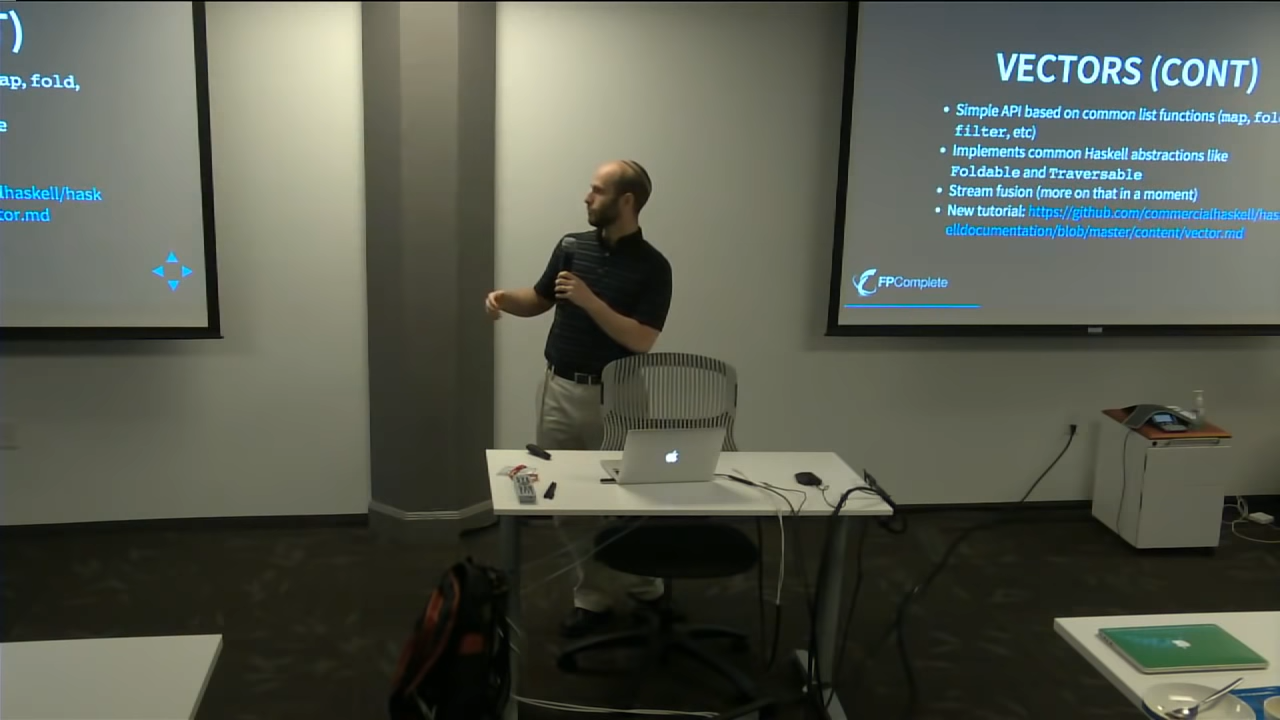 )
ap, fold,
e
lhaskell/hask
tor.md
VECTORS (CONT)
• Simple API based on common list functions (map, fol
filter, etc)
• Implements common Haskell abstractions like
Foldable and Traversable
• Stream fusion (more on that in a moment)
• New tutorial: https://github.com/commercialhaskell/has
elldocumentation/blob/master/content/vector.md
FPComplete